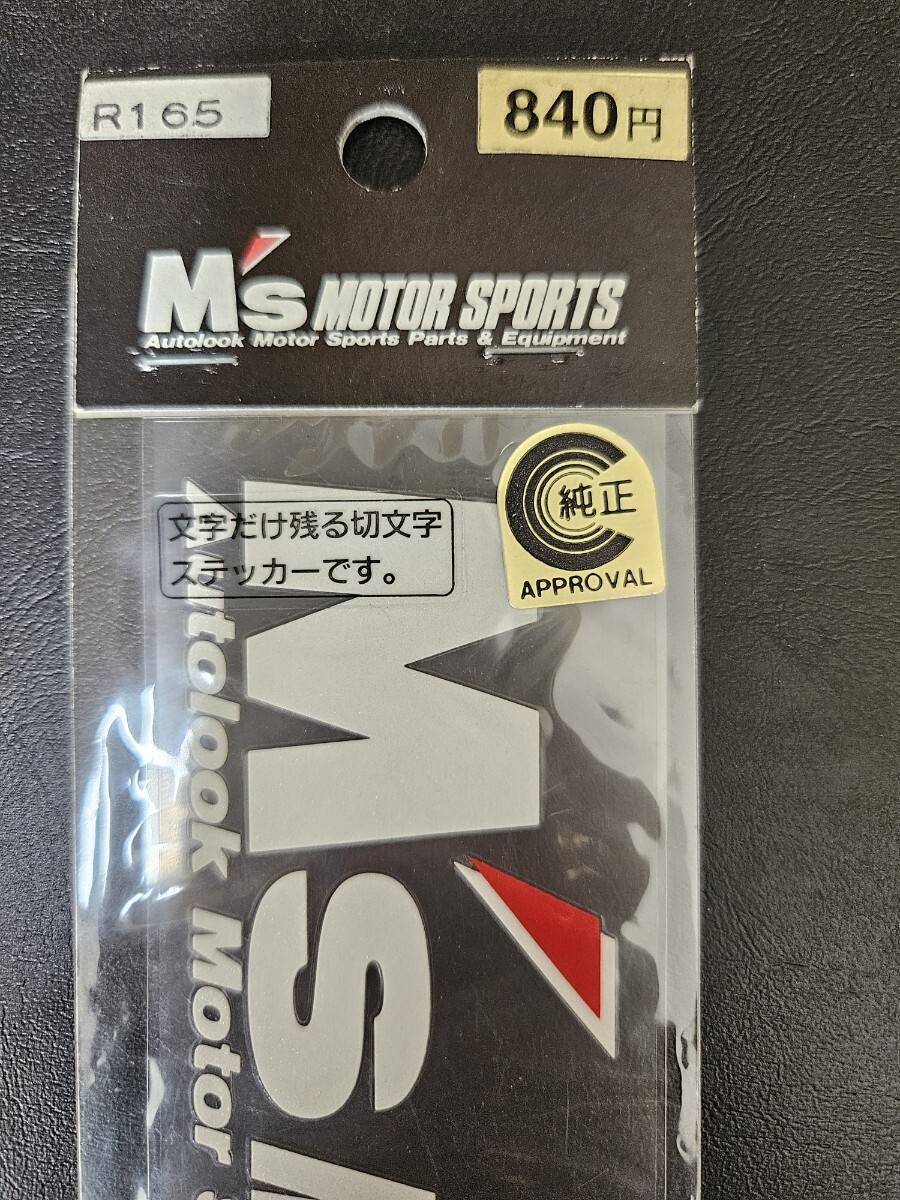 R165
840円
M's MOTOR SPORTS
Autolook Motor Sports Parts & Equipment
純正
APPROVAL
文字だけ残る切文字
ステッカーです。
M's
Autolook Motor